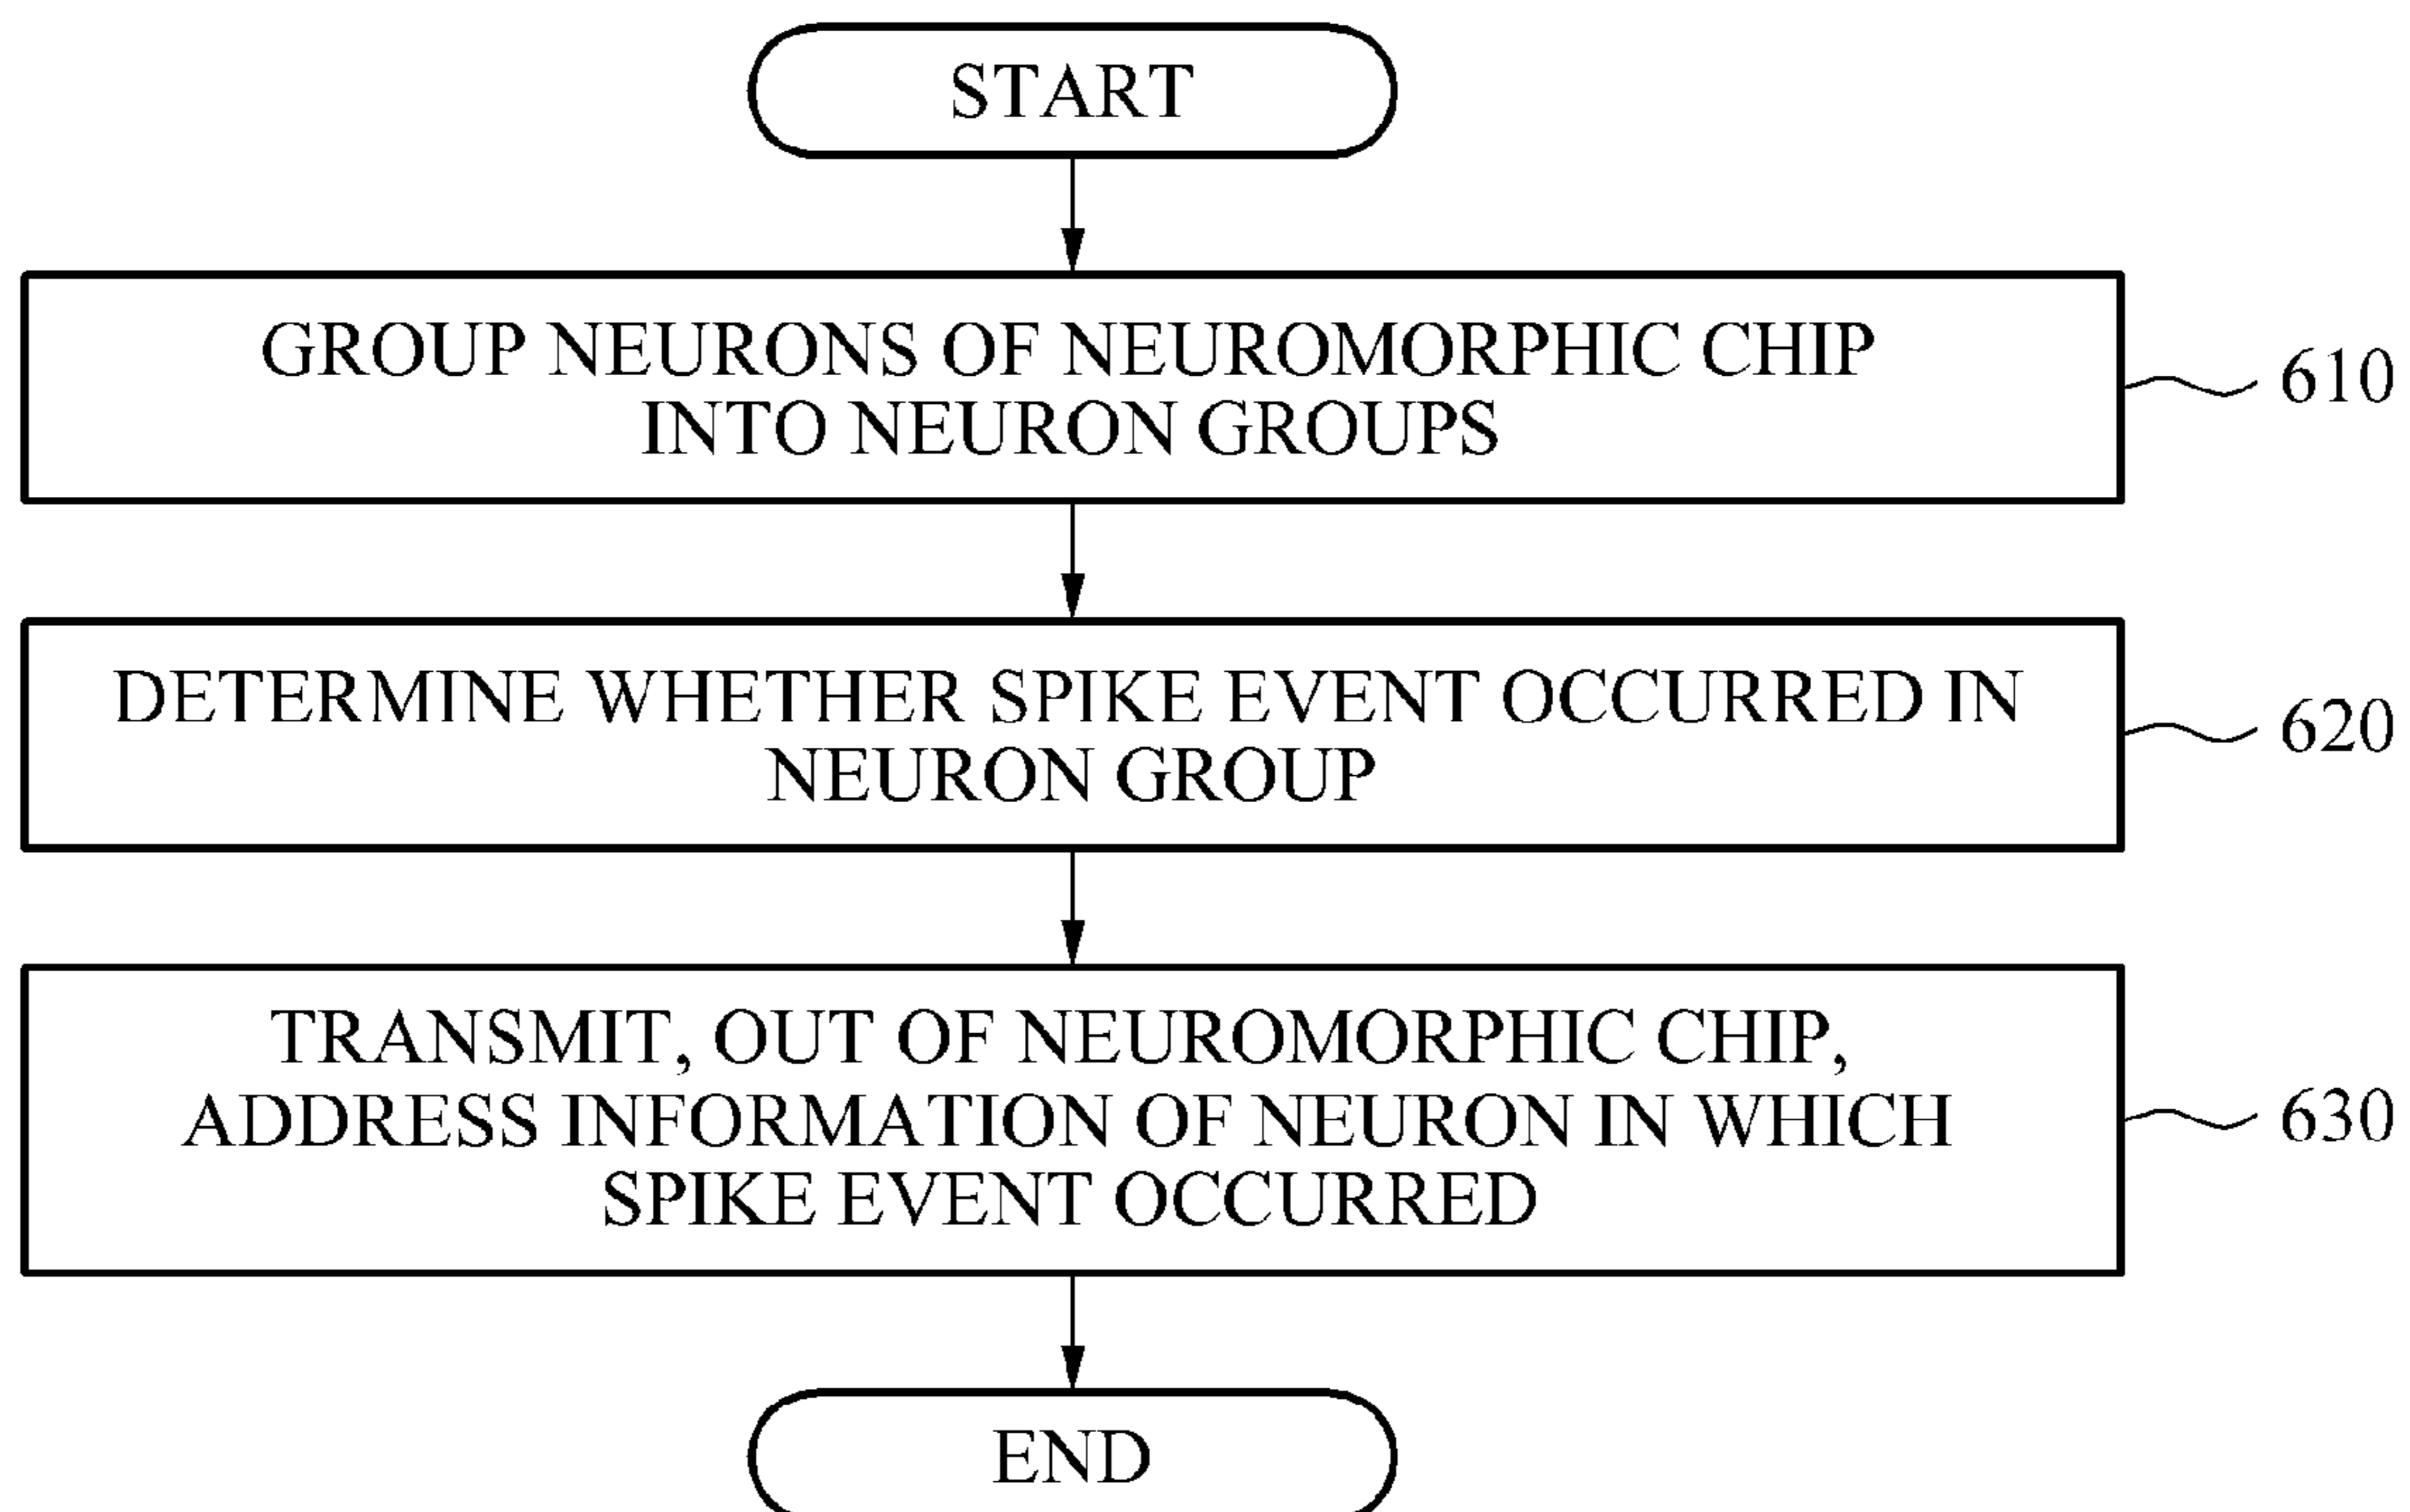 START
GROUP NEURONS OF NEUROMORPHIC CHIP
INTO NEURON GROUPS
610
DETERMINE WHETHER SPIKE EVENT OCCURRED IN
NEURON GROUP
620
TRANSMIT, OUT OF NEUROMORPHIC CHIP,
ADDRESS INFORMATION OF NEURON IN WHICH
SPIKE EVENT OCCURRED
630
END